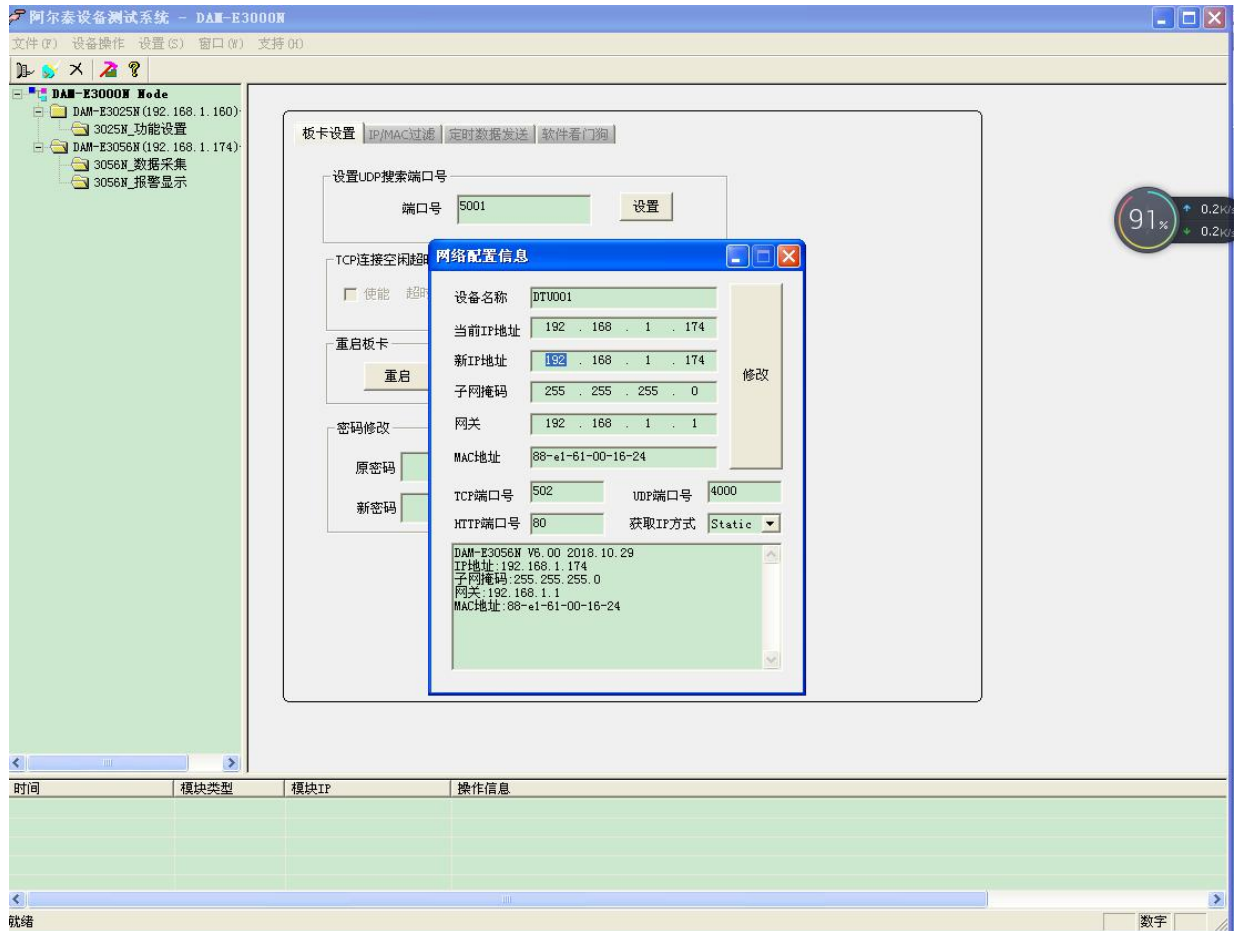 阿尔泰设备测试系统 - DAM-E3000N
文件(F) 设备操作 设置(S) 窗口(W) 支持(H)
DAM-E3000N Node
DAM-E3025N(192.168.1.160)
3025N_功能设置
DAM-E3056N(192.168.1.174)
3056N_数据采集
3056N_报警显示
板卡设置 IP/MAC过滤 定时数据发送 软件看门狗
设置UDP搜索端口号
端口号 5001 设置
TCP连接空闲超时
使能 超时
重启板卡
重启
密码修改
原密码
新密码
网络配置信息
设备名称 DTU001
当前IP地址 192 . 168 . 1 . 174
新IP地址 192 . 168 . 1 . 174
子网掩码 255 . 255 . 255 . 0
网关 192 . 168 . 1 . 1
MAC地址 88-e1-61-00-16-24
修改
TCP端口号 502 UDP端口号 4000
HTTP端口号 80 获取IP方式 Static
DAM-E3056N V6.00 2018.10.29
IP地址:192.168.1.174
子网掩码:255.255.255.0
网关:192.168.1.1
MAC地址:88-e1-61-00-16-24
91%
0.2K/s
0.2K/s
时间 模块类型 模块IP 操作信息
就绪 数字